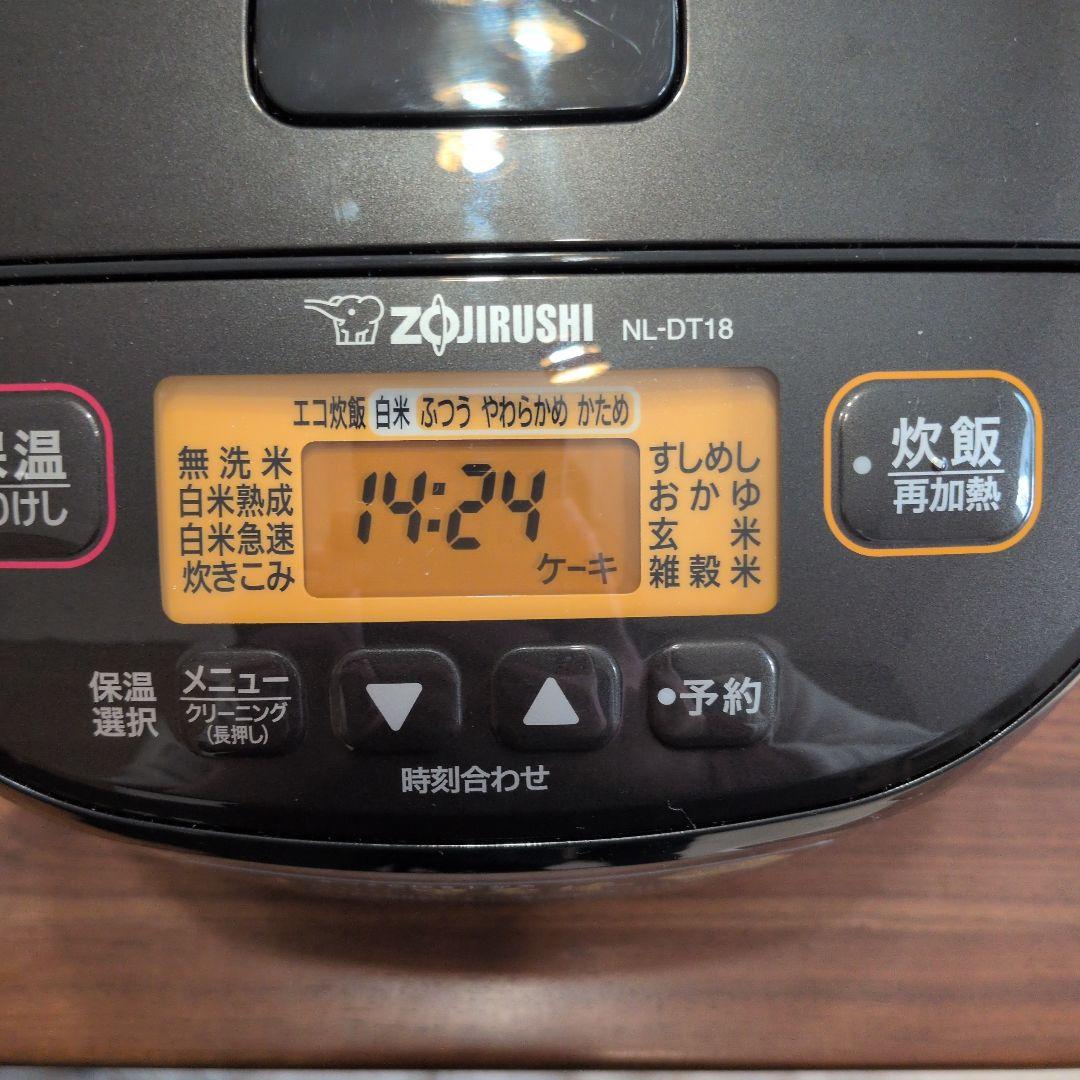 ZOJIRUSHI NL-DT18
エコ炊飯 白米 ふつう やわらかめ かため
無洗米
白米熟成
白米急速
炊きこみ
14:24
ケーキ
すしめし
おかゆ
玄米
雑穀米
温
けし
炊飯
再加熱
保温
選択
メニュー
クリーニング
(長押し)
▼
▲
予約
時刻合わせ